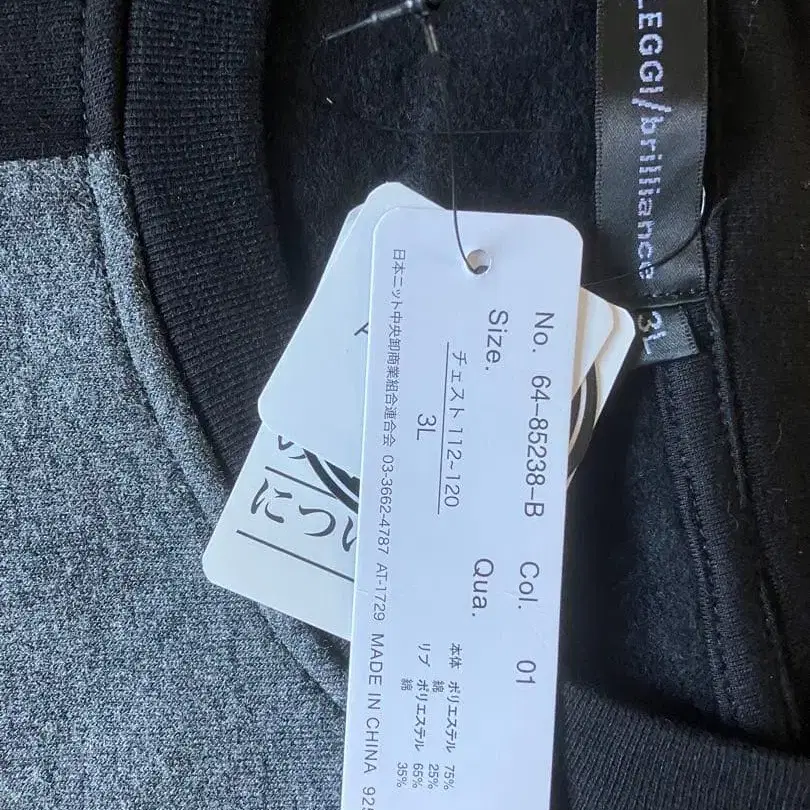 LEGGI/brilliance
3L
No. 64-85238-B Col. 01
Size. Qua.
チェスト 112~120
3L
本体 ポリエステル 75%
綿 25%
リブ ポリエステル 65%
綿 35%
日本ニット中央卸商業組合連合会 03-3662-4787 AT-1729 MADE IN CHINA
につい